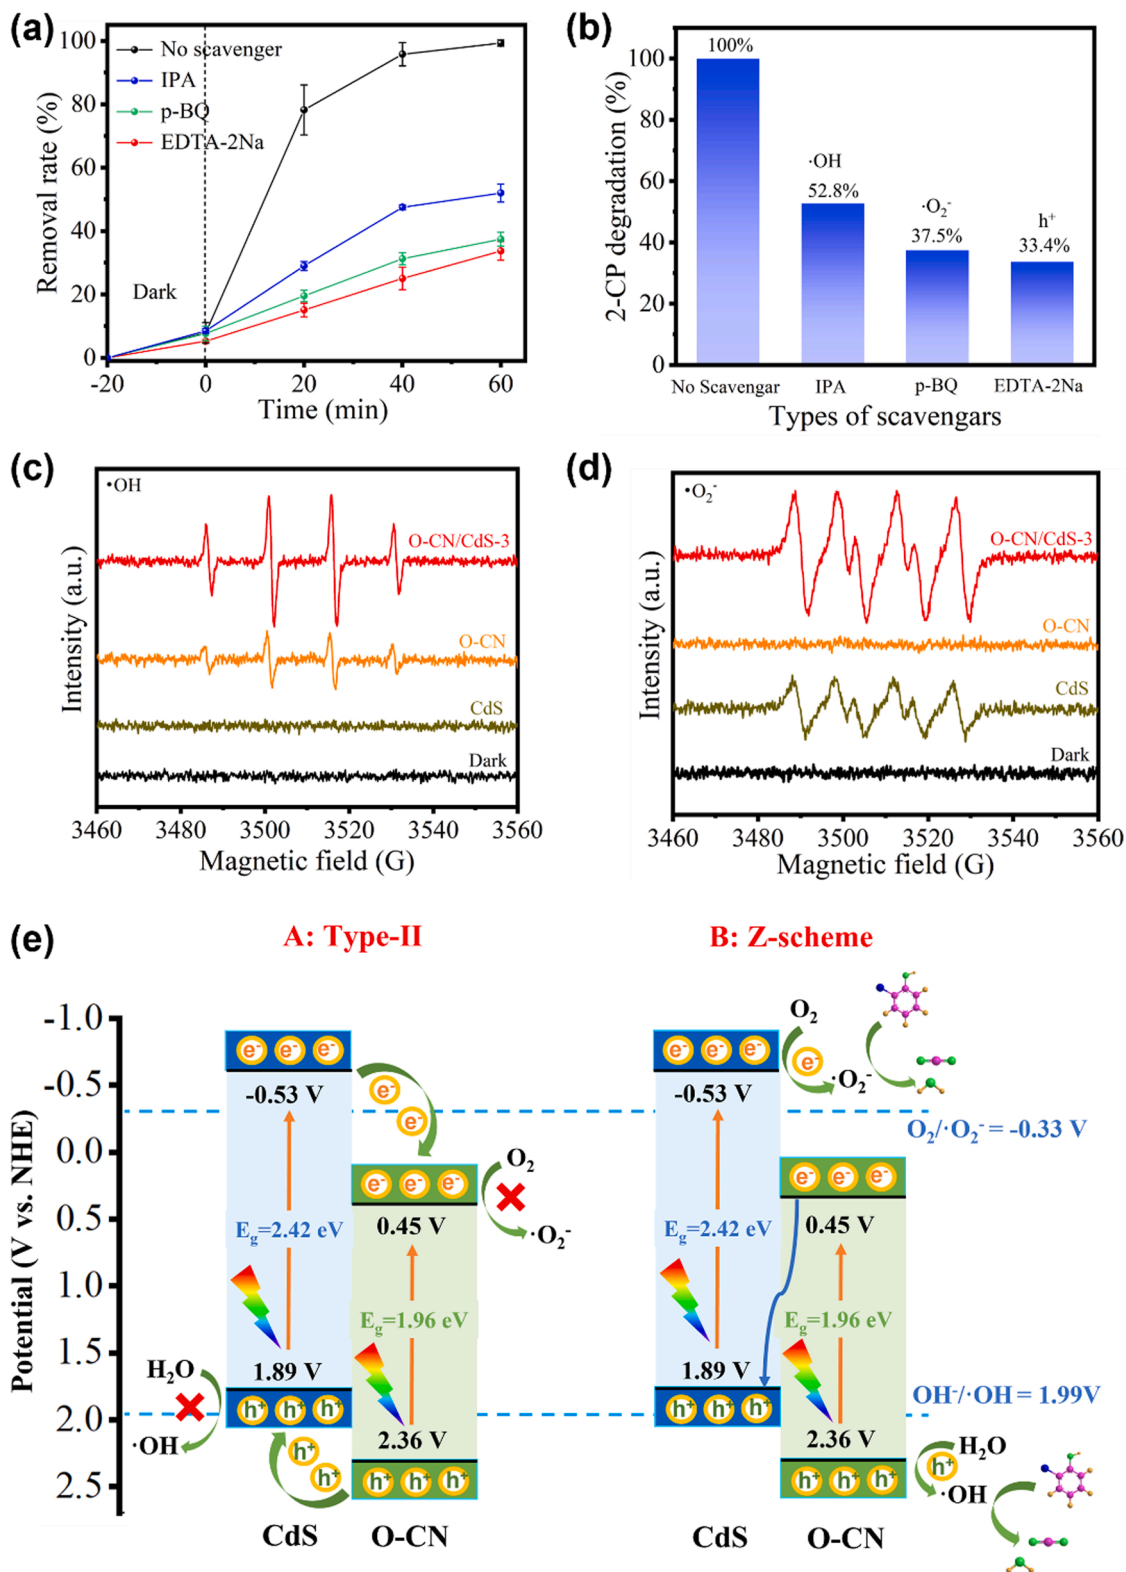 (a)
Removal rate (%)
100
80
60
40
20
0
No scavenger
IPA
p-BQ
EDTA-2Na
Dark
-20 0 20 40 60
Time (min)
(b)
2-CP degradation (%)
100
80
60
40
20
0
100%
·OH
52.8%
·O₂⁻
37.5%
h⁺
33.4%
No Scavengar IPA p-BQ EDTA-2Na
Types of scavengars
(c)
Intensity (a.u.)
·OH
O-CN/CdS-3
O-CN
CdS
Dark
3460 3480 3500 3520 3540 3560
Magnetic field (G)
(d)
Intensity (a.u.)
·O₂⁻
O-CN/CdS-3
O-CN
CdS
Dark
3460 3480 3500 3520 3540 3560
Magnetic field (G)
(e)
A: Type-II
B: Z-scheme
Potential (V vs. NHE)
-1.0
-0.5
0.0
0.5
1.0
1.5
2.0
2.5
e⁻ e⁻ e⁻
-0.53 V
e⁻
e⁻
e⁻ e⁻ e⁻
O₂
·O₂⁻
0.45 V
Eg=2.42 eV
Eg=1.96 eV
1.89 V
H₂O
·OH
h⁺ h⁺ h⁺
2.36 V
h⁺
h⁺
h⁺ h⁺ h⁺
CdS
O-CN
e⁻ e⁻ e⁻
-0.53 V
O₂
e⁻
·O₂⁻
O₂/·O₂⁻ = -0.33 V
e⁻ e⁻ e⁻
0.45 V
Eg=2.42 eV
Eg=1.96 eV
1.89 V
OH⁻/·OH = 1.99V
h⁺ h⁺ h⁺
2.36 V
H₂O
h⁺
·OH
h⁺ h⁺ h⁺
CdS
O-CN